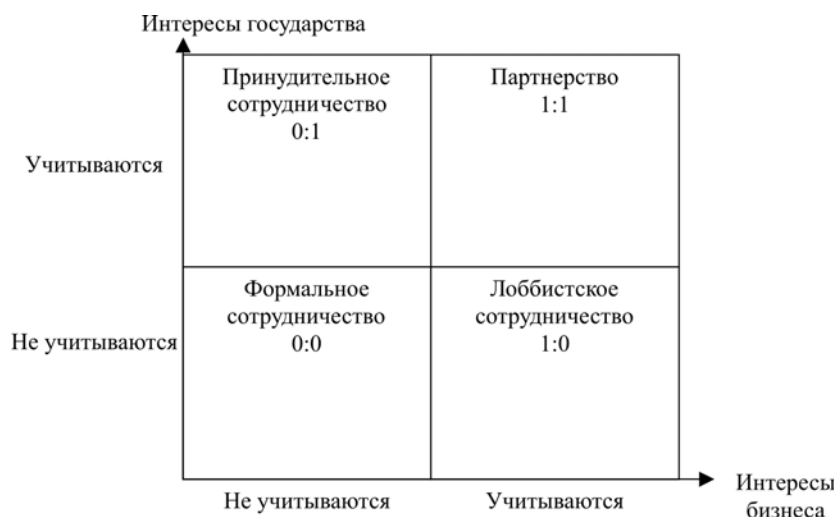 Интересы государства
Принудительное
сотрудничество
0:1
Партнерство
1:1
Учитываются
Формальное
сотрудничество
0:0
Лоббистское
сотрудничество
1:0
Не учитываются
Не учитываются
Учитываются
Интересы
бизнеса